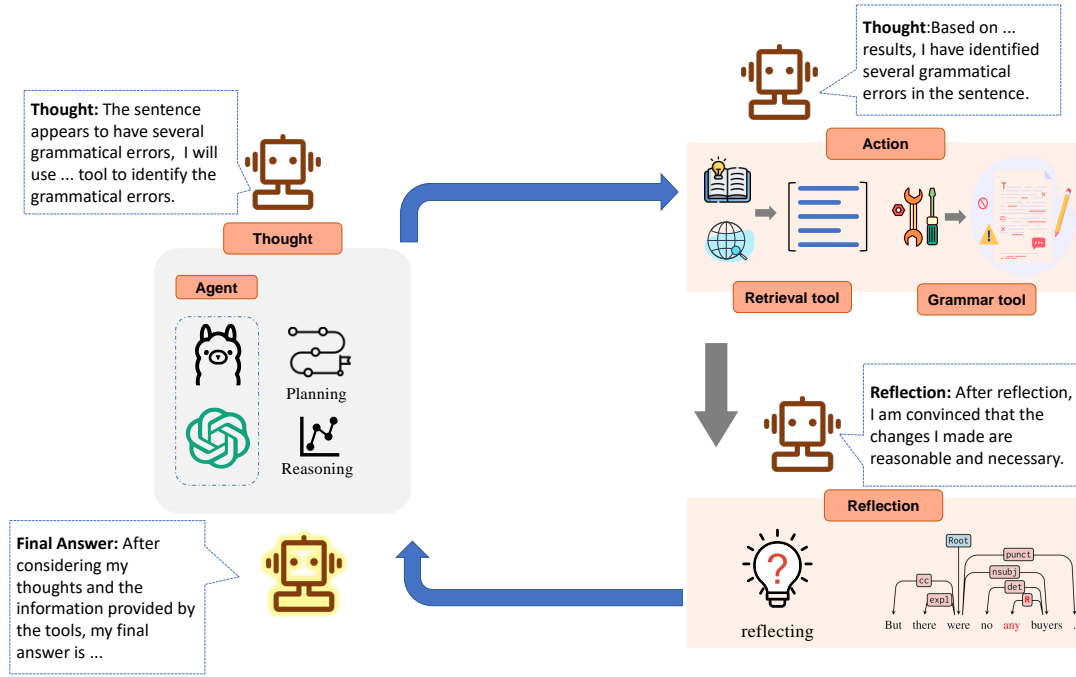 Thought: The sentence
appears to have several
grammatical errors, I will
use ... tool to identify the
grammatical errors.
Thought
Agent
Planning
Reasoning
Thought:Based on ...
results, I have identified
several grammatical
errors in the sentence.
Action
Retrieval tool
Grammar tool
Reflection: After reflection,
I am convinced that the
changes I made are
reasonable and necessary.
Reflection
?
reflecting
Root
punct
nsubj
cc
det
expl
R
But there were no any buyers .
Final Answer: After
considering my
thoughts and the
information provided by
the tools, my final
answer is ...